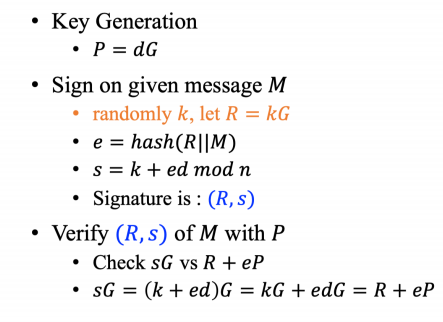 • Key Generation
• P = dG
• Sign on given message M
• randomly k, let R = kG
• e = hash(R||M)
• s = k + ed mod n
• Signature is : (R, s)
• Verify (R, s) of M with P
• Check sG vs R + eP
• sG = (k + ed)G = kG + edG = R + eP